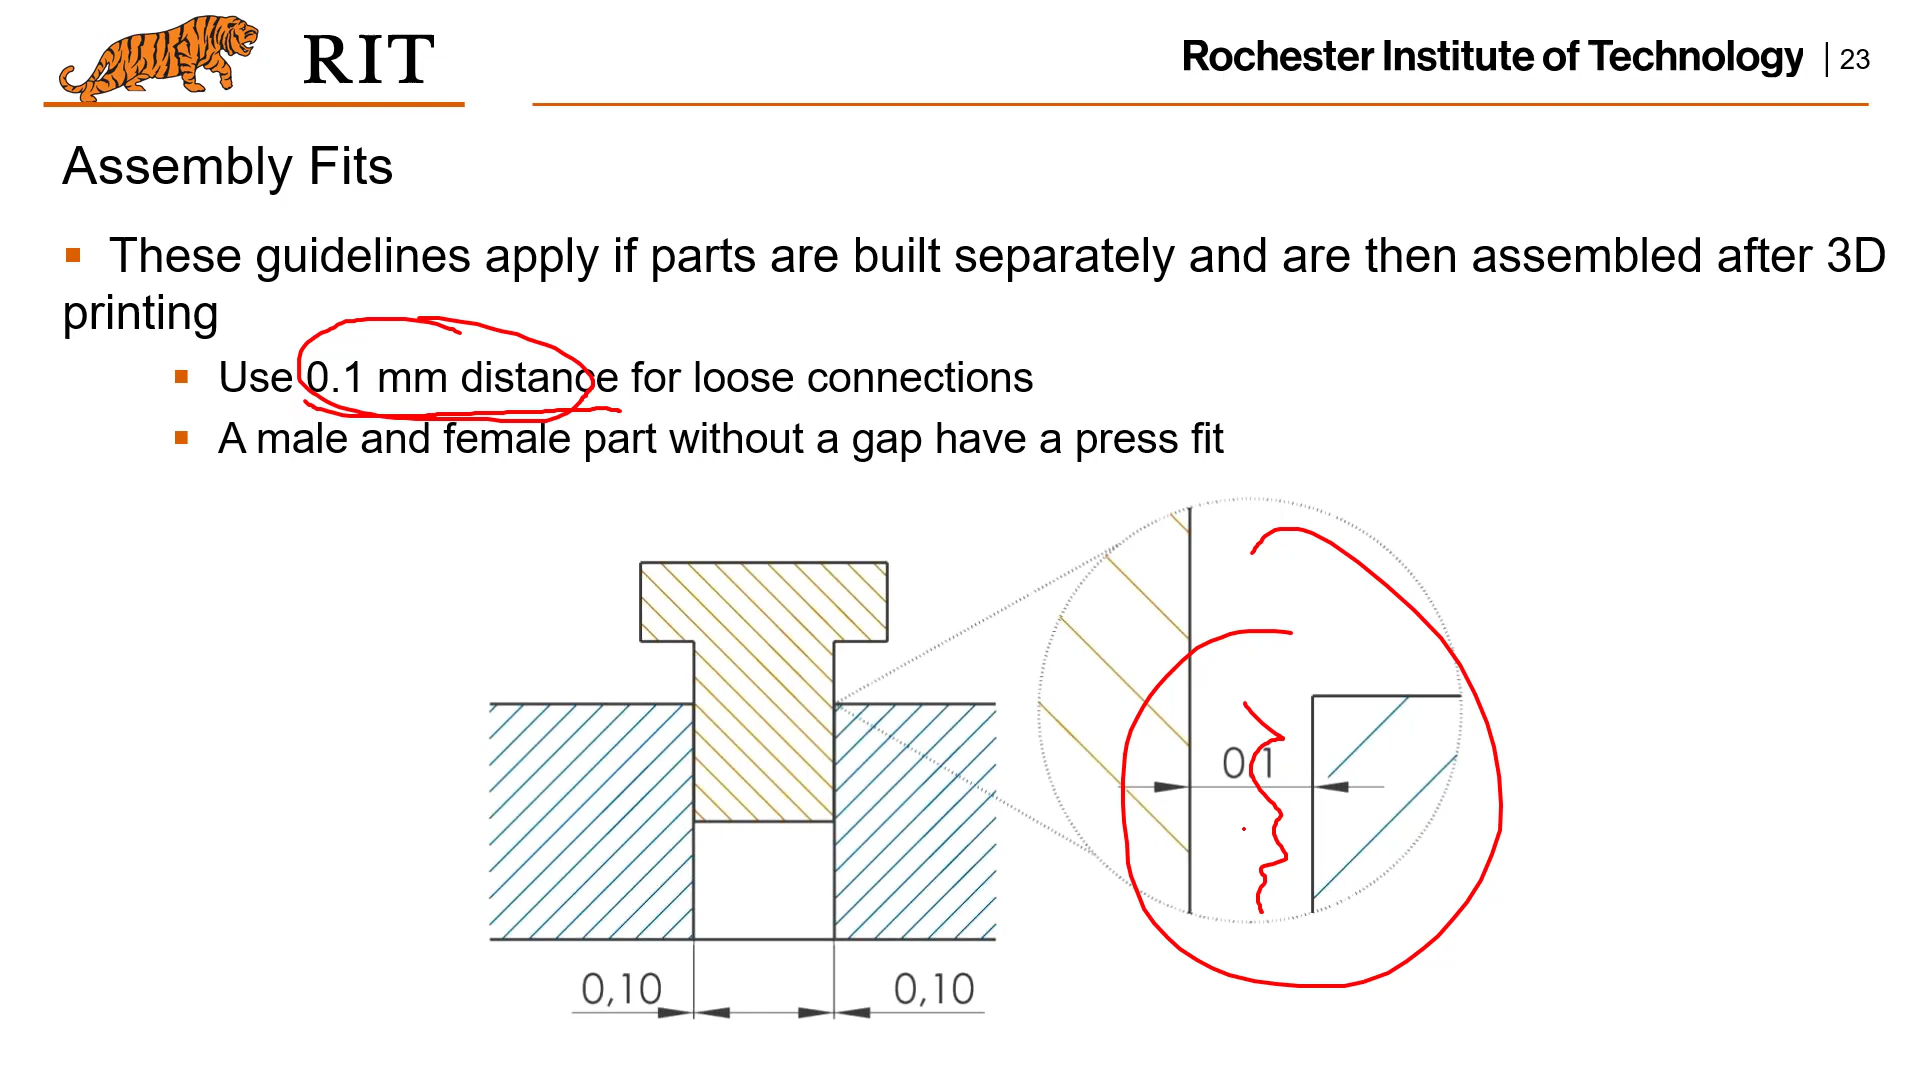 RIT
Rochester Institute of Technology | 23
Assembly Fits
▪ These guidelines apply if parts are built separately and are then assembled after 3D
printing
▪ Use 0.1 mm distance for loose connections
▪ A male and female part without a gap have a press fit
0,1
0,10 0,10